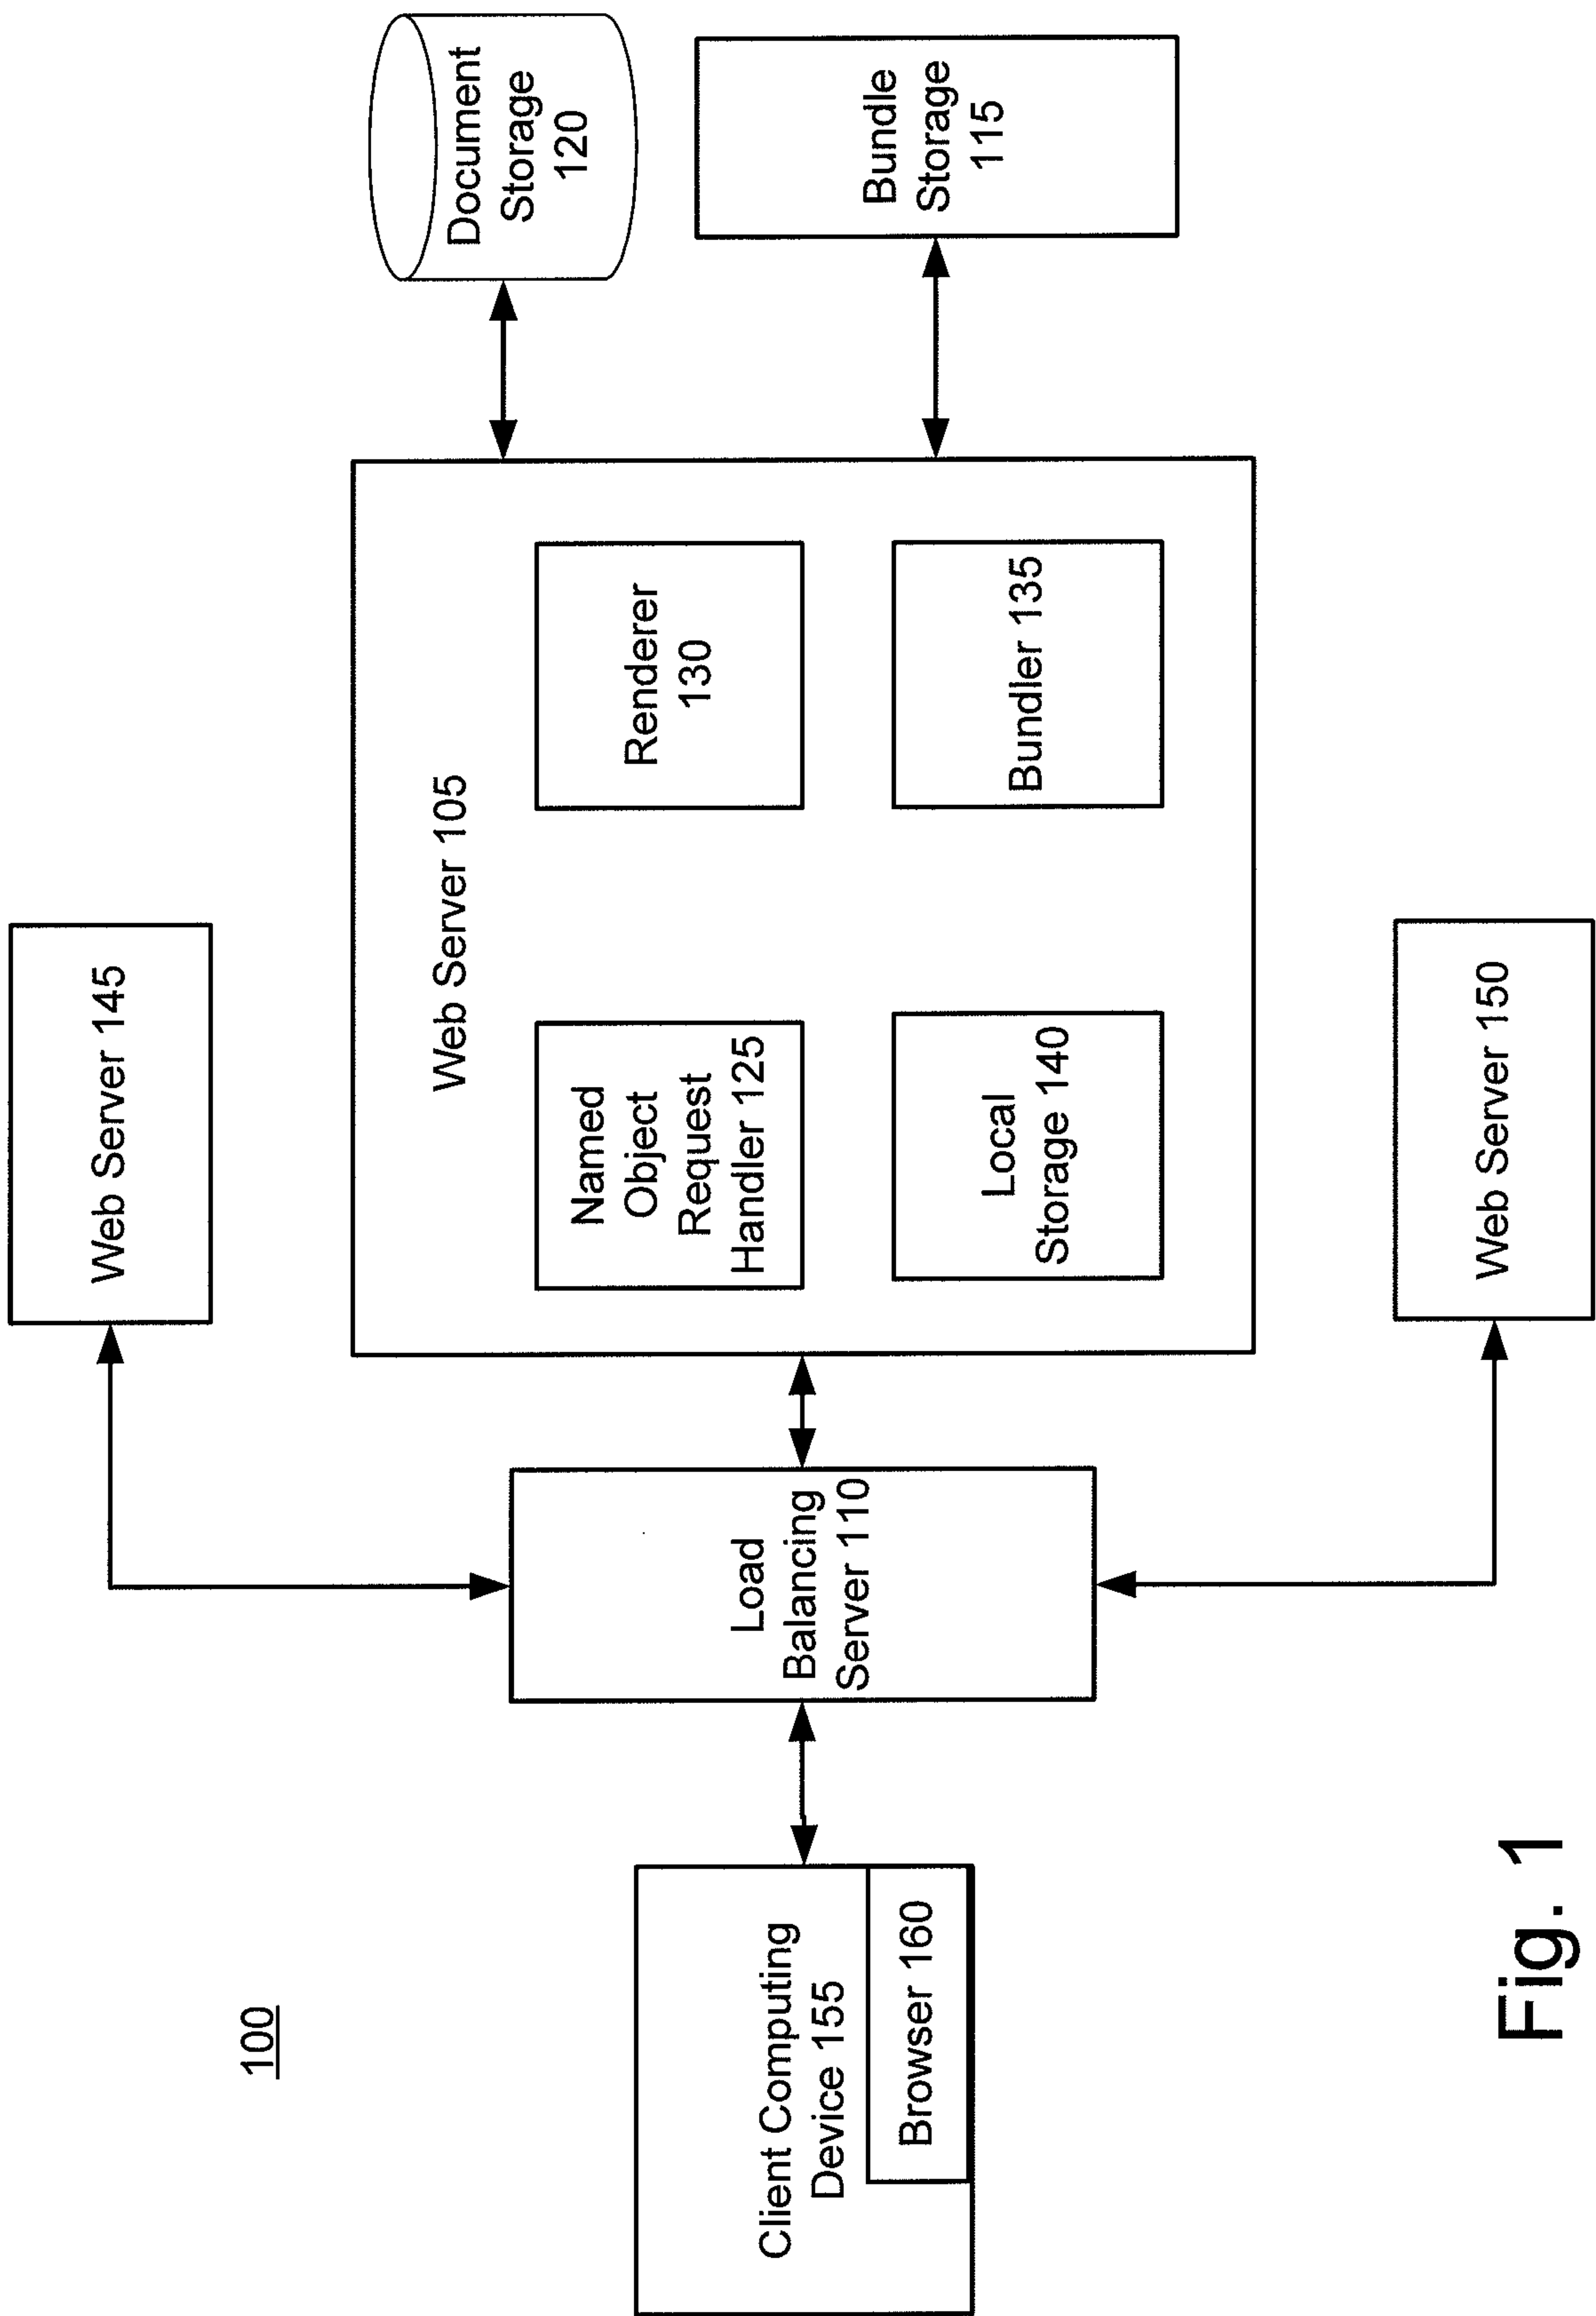 100
Web Server 145
Document
Storage
120
Web Server 105
Named
Object
Request
Handler 125
Renderer
130
Load
Balancing
Server 110
Client Computing
Device 155
Browser 160
Local
Storage 140
Bundler 135
Bundle
Storage
115
Web Server 150
Fig. 1